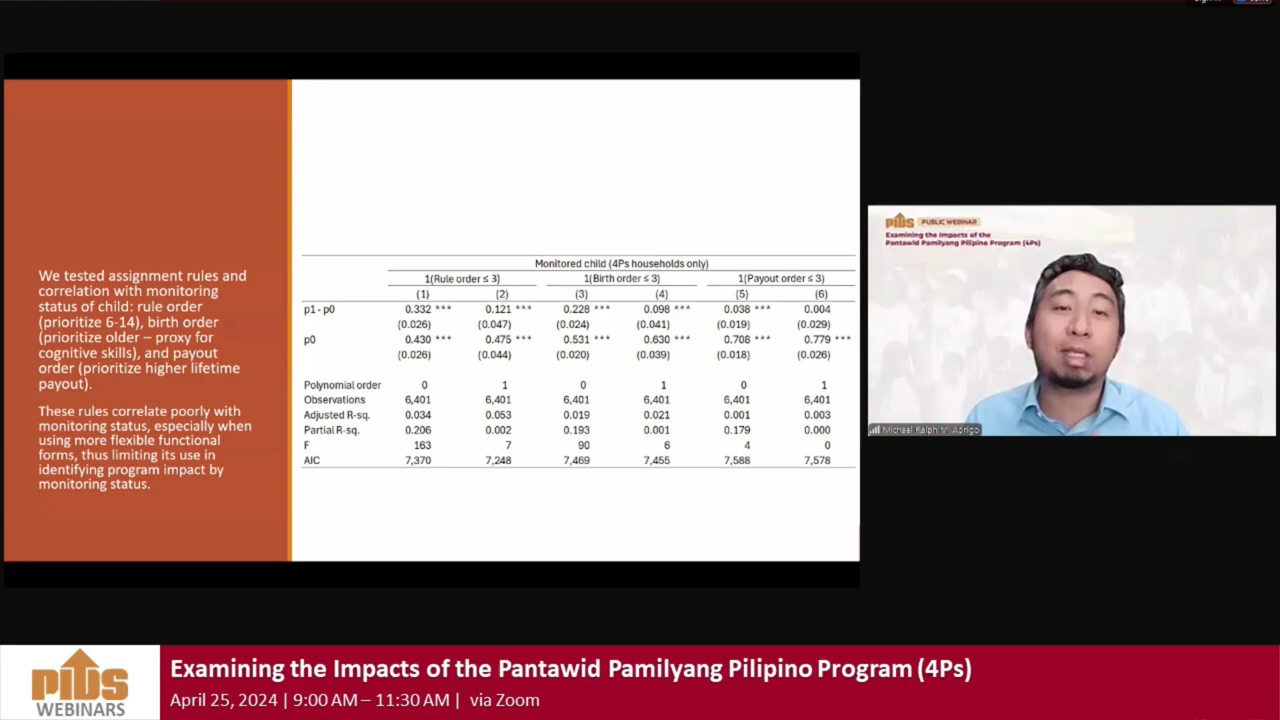 We tested assignment rules and
correlation with monitoring
status of child: rule order
(prioritize 6-14), birth order
(prioritize older – proxy for
cognitive skills), and payout
order (prioritize higher lifetime
payout).
These rules correlate poorly with
monitoring status, especially when
using more flexible functional
forms, thus limiting its use in
identifying program impact by
monitoring status.
Monitored child (4Ps households only)
1(Rule order ≤ 3) 1(Birth order ≤ 3) 1(Payout order ≤ 3)
(1) (2) (3) (4) (5) (6)
p1 - p0 0.332 *** 0.121 *** 0.228 *** 0.098 *** 0.038 *** 0.004
(0.026) (0.047) (0.024) (0.041) (0.019) (0.029)
p0 0.430 *** 0.475 *** 0.531 *** 0.630 *** 0.708 *** 0.779 ***
(0.026) (0.044) (0.020) (0.039) (0.018) (0.026)
Polynomial order 0 1 0 1 0 1
Observations 6,401 6,401 6,401 6,401 6,401 6,401
Adjusted R-sq. 0.034 0.053 0.019 0.021 0.001 0.003
Partial R-sq. 0.206 0.002 0.193 0.001 0.179 0.000
F 163 7 90 6 4 0
AIC 7,370 7,248 7,469 7,455 7,588 7,578
PIDS PUBLIC WEBINAR
Examining the Impacts of the
Pantawid Pamilyang Pilipino Program (4Ps)
Michael Ralph M. Abrigo
PIDS
WEBINARS
Examining the Impacts of the Pantawid Pamilyang Pilipino Program (4Ps)
April 25, 2024 | 9:00 AM – 11:30 AM | via Zoom